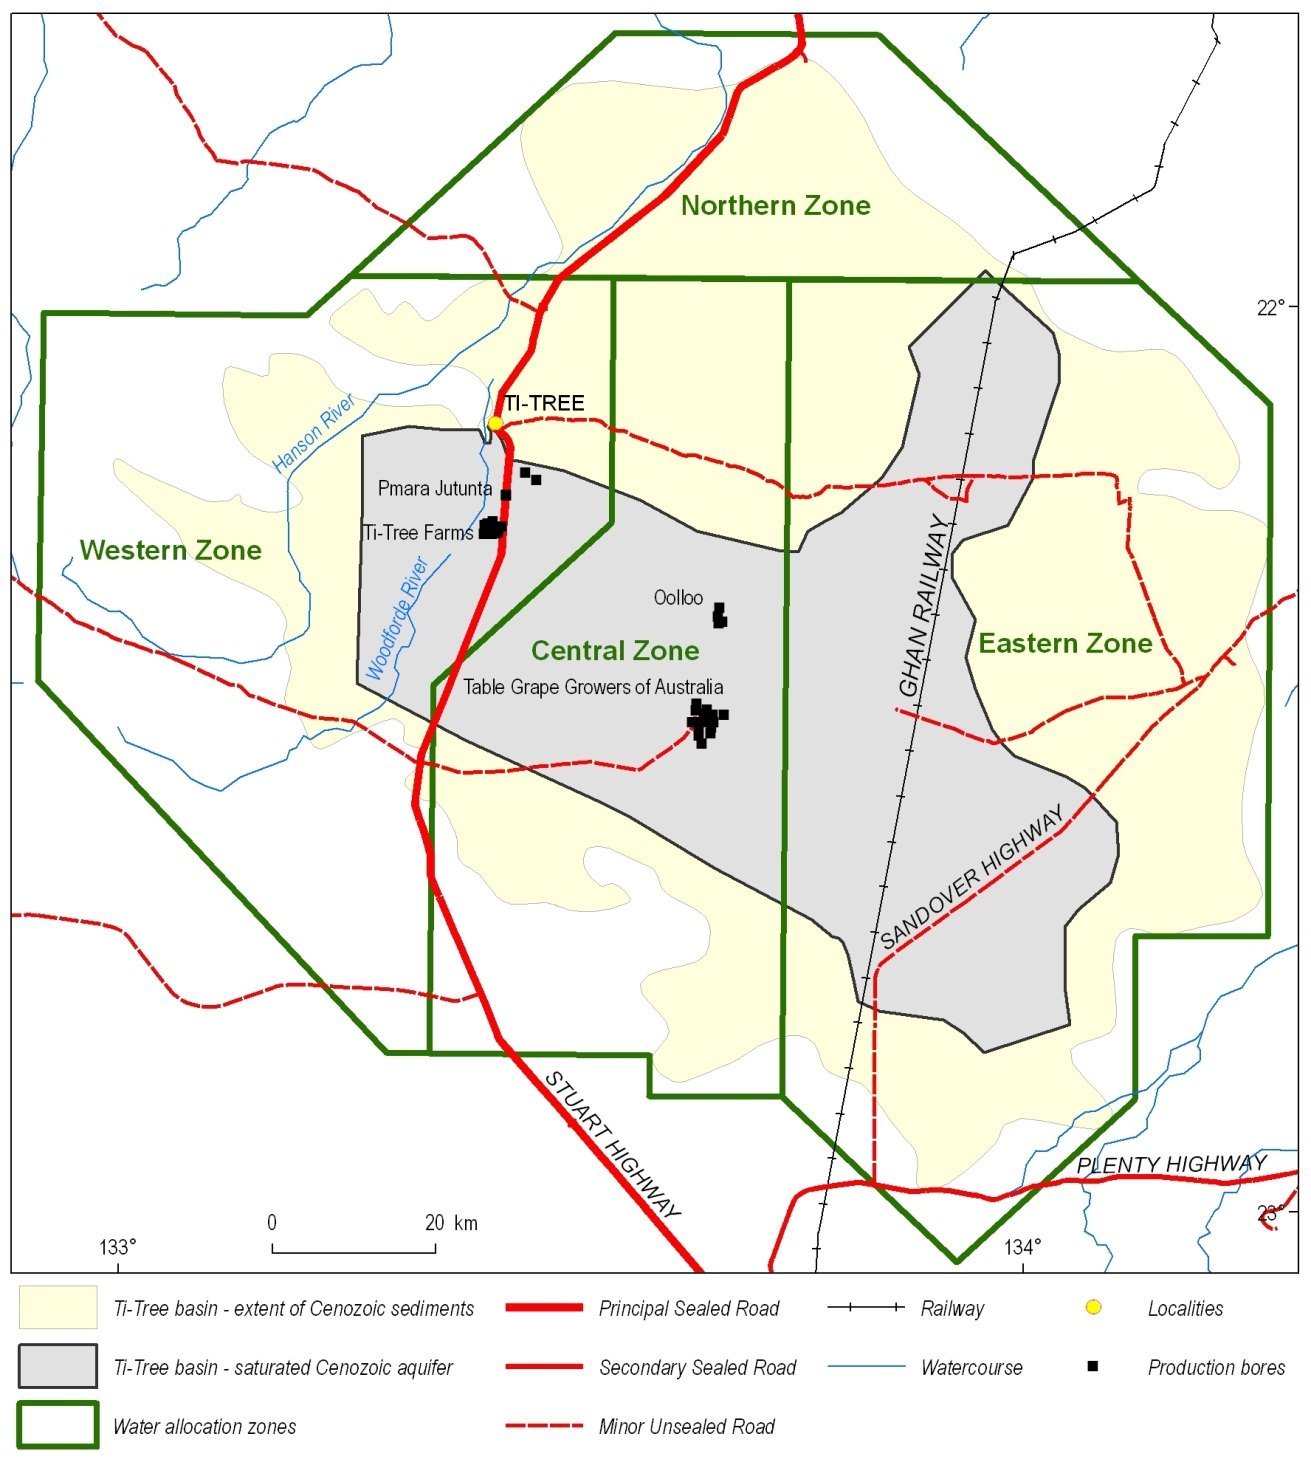 Northern Zone
22°
TI-TREE
Hanson River
Pmara Jutunta
Ti-Tree Farms
Western Zone
Woodforde River
Oolloo
Central Zone
Table Grape Growers of Australia
GHAN RAILWAY
Eastern Zone
SANDOVER HIGHWAY
STUART HIGHWAY
PLENTY HIGHWAY
23°
0 20 km
133°
134°
Ti-Tree basin - extent of Cenozoic sediments
Principal Sealed Road
Railway
Localities
Ti-Tree basin - saturated Cenozoic aquifer
Secondary Sealed Road
Watercourse
Production bores
Water allocation zones
Minor Unsealed Road